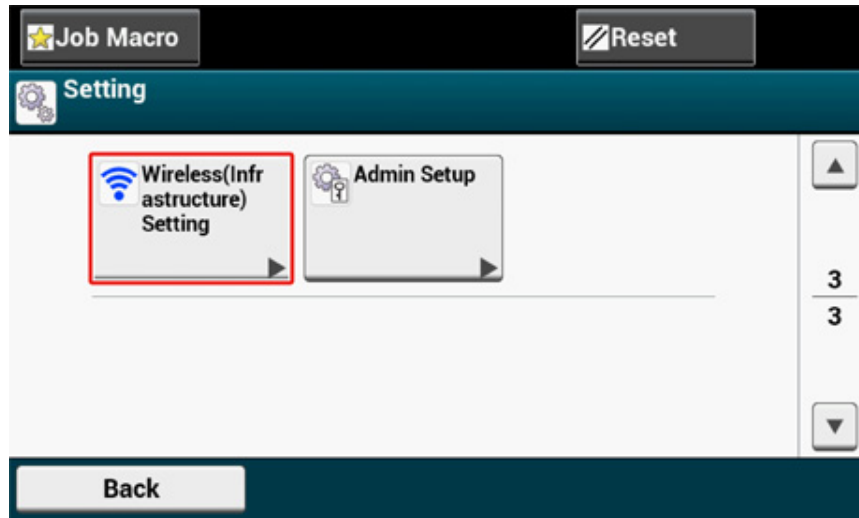 Job Macro
Reset
Setting
Wireless(Infr
astructure)
Setting
Admin Setup
3
3
Back